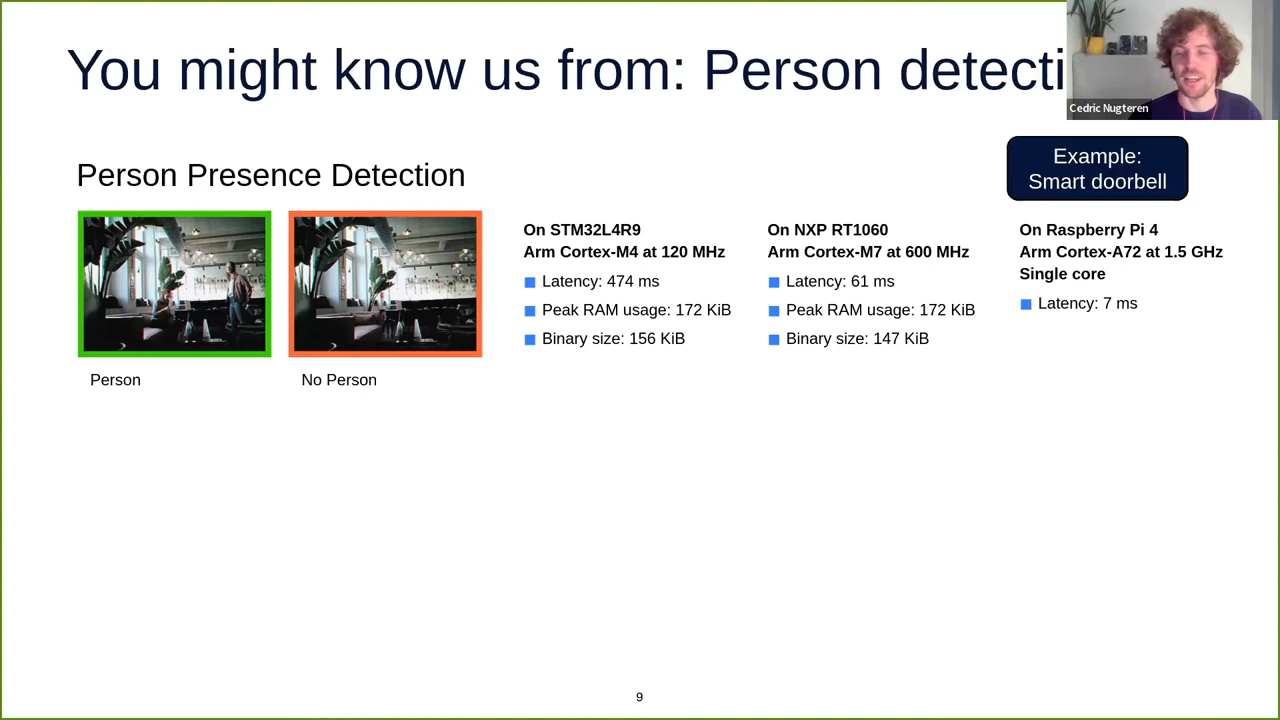 You might know us from: Person detecti
Cedric Nugteren
Person Presence Detection
Example:
Smart doorbell
On STM32L4R9
Arm Cortex-M4 at 120 MHz
Latency: 474 ms
Peak RAM usage: 172 KiB
Binary size: 156 KiB
On NXP RT1060
Arm Cortex-M7 at 600 MHz
Latency: 61 ms
Peak RAM usage: 172 KiB
Binary size: 147 KiB
On Raspberry Pi 4
Arm Cortex-A72 at 1.5 GHz
Single core
Latency: 7 ms
Person
No Person
9